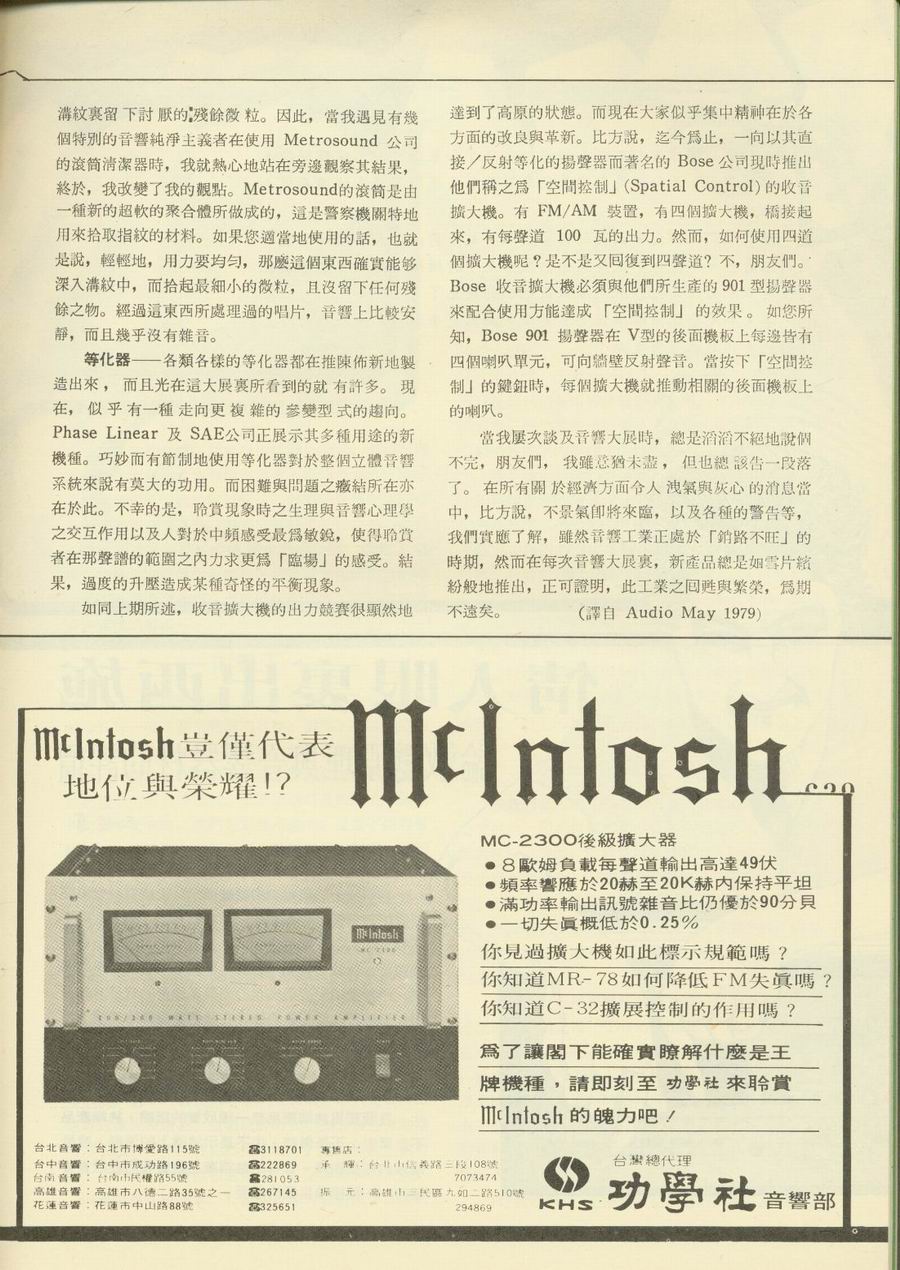 溝紋裏留下討厭的殘餘微粒。因此，當我遇見有幾
個特別的音響純淨主義者在使用 Metrosound 公司
的滾筒清潔器時，我就熱心地站在旁邊觀察其結果，
終於，我改變了我的觀點。Metrosound的滾筒是由
一種新的超軟的聚合體所做成的，這是警察機關特地
用來拾取指紋的材料。如果您適當地使用的話，也就
是說，輕輕地，用力要均勻，那麼這個東西確實能够
深入溝紋中，而拾起最細小的微粒，且沒留下任何殘
餘之物。經過這東西所處理過的唱片，音響上比較安
靜，而且幾乎沒有雜音。
等化器——各類各樣的等化器都在推陳佈新地製
造出來，而且光在這大展裏所看到的就有許多。現
在，似乎有一種走向更複雜的參變型式的趨向。
Phase Linear 及 SAE公司正展示其多種用途的新
機種。巧妙而有節制地使用等化器對於整個立體音響
系統來說有莫大的功用。而困難與問題之癥結所在亦
在於此。不幸的是，聆賞現象時之生理與音響心理學
之交互作用以及人對於中頻感受最爲敏銳，使得聆賞
者在那聲譜的範圍之內力求更爲「臨場」的感受。結
果，過度的升壓造成某種奇怪的平衡現象。
如同上期所述，收音擴大機的出力競賽很顯然地
達到了高原的狀態。而現在大家似乎集中精神在於各
方面的改良與革新。比方說，迄今爲止，一向以其直
接／反射等化的揚聲器而著名的 Bose 公司現時推出
他們稱之爲「空間控制」(Spatial Control) 的收音
擴大機。有 FM/AM 裝置，有四個擴大機，橋接起
來，有每聲道 100 瓦的出力。然而，如何使用四道
個擴大機呢？是不是又回復到四聲道？不，朋友們。
Bose 收音擴大機必須與他們所生產的 901 型揚聲器
來配合使用方能達成「空間控制」的效果。如您所
知，Bose 901 揚聲器在 V型的後面機板上每邊皆有
四個喇叭單元，可向牆壁反射聲音。當按下「空間控
制」的鍵鈕時，每個擴大機就推動相關的後面機板上
的喇叭。
當我屢次談及音響大展時，總是滔滔不絕地說個
不完，朋友們，我雖意猶未盡，但也總該告一段落
了。在所有關於經濟方面令人洩氣與灰心的消息當
中，比方說，不景氣即將來臨，以及各種的警告等，
我們實應了解，雖然音響工業正處於「銷路不旺」的
時期，然而在每次音響大展裏，新產品總是如雪片繽
紛般地推出，正可證明，此工業之回甦與繁榮，爲期
不遠矣。 (譯自 Audio May 1979)
McIntosh豈僅代表
地位與榮耀!?
McIntosh
MC-2300後級擴大器
●8歐姆負載每聲道輸出高達49伏
●頻率響應於20赫至20K赫內保持平坦
●滿功率輸出訊號雜音比仍優於90分貝
●一切失眞概低於0.25%
你見過擴大機如此標示規範嗎？
你知道MR-78如何降低FM失眞嗎？
你知道C-32擴展控制的作用嗎？
爲了讓閣下能確實瞭解什麼是王
牌機種，請即刻至 功學社 來聆賞
McIntosh 的魄力吧！
McIntosh
MC 2300
300/300 WATT STEREO POWER AMPLIFIER
台北音響：台北市博愛路115號 ☎3118701
台中音響：台中市成功路196號 ☎222869
台南音響：台南市民權路55號 ☎281053
高雄音響：高雄市八德二路35號之一 ☎267145
花蓮音響：花蓮市中山路88號 ☎325651
專售店：
承 輝：台北市信義路三段108號
7073474
振 元：高雄市三民區九如二路510號
294869
KHS
台灣總代理
功學社 音響部